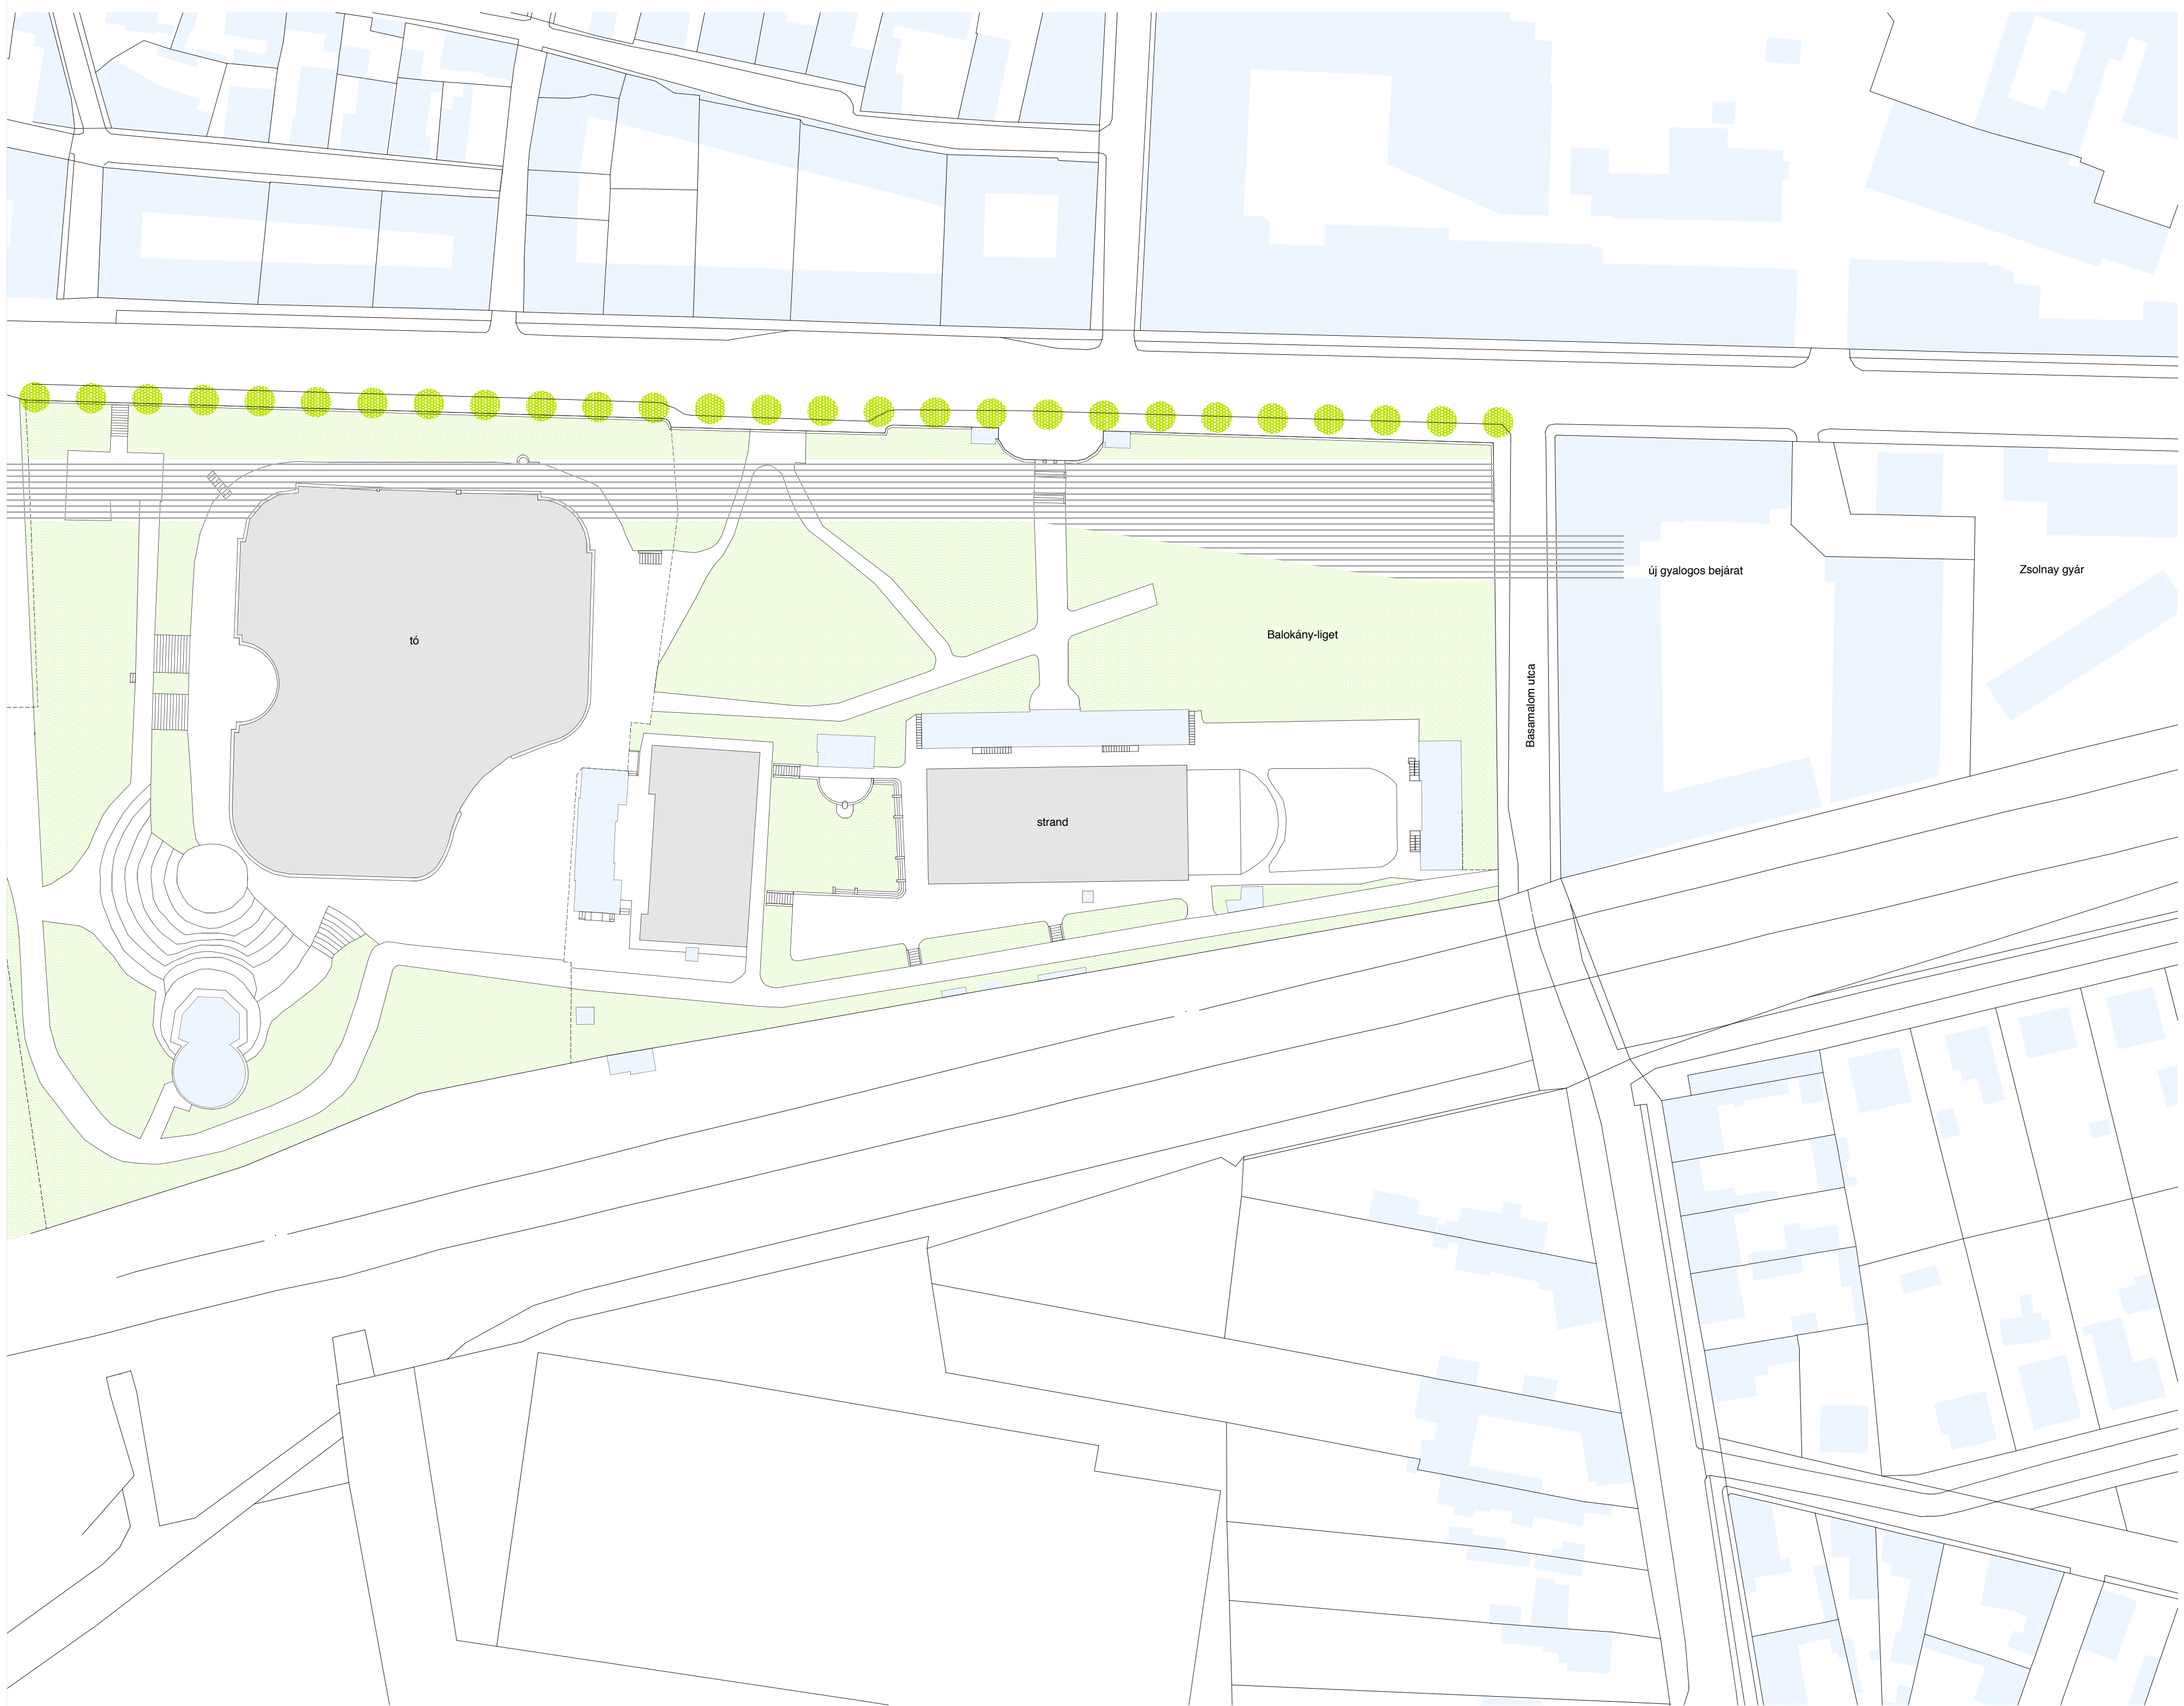 új gyalogos bejárat
Zsolnay gyár
tó
Balokány-liget
Basamalom utca
strand